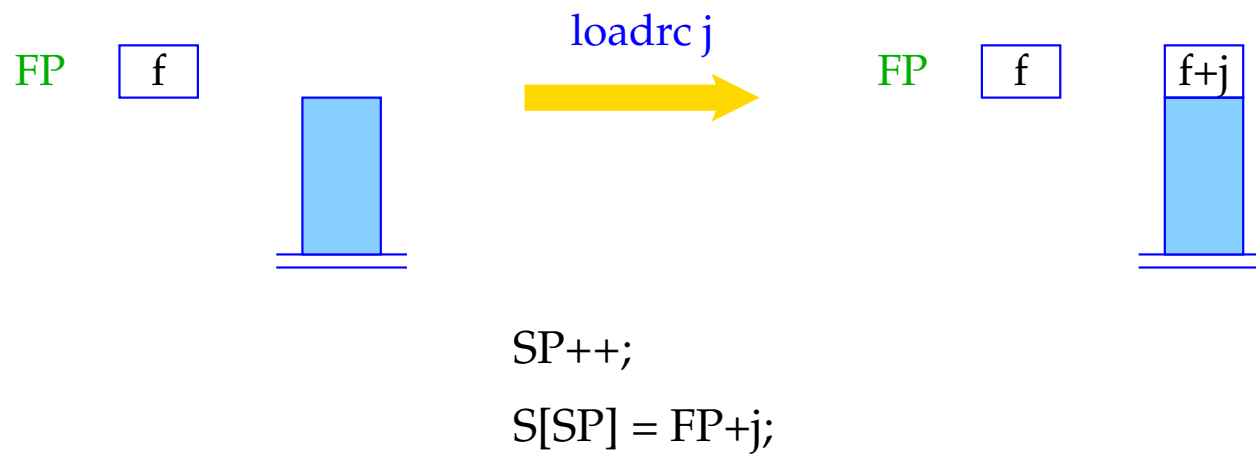 loadrc j
FP f FP f f+j
SP++;
S[SP] = FP+j;